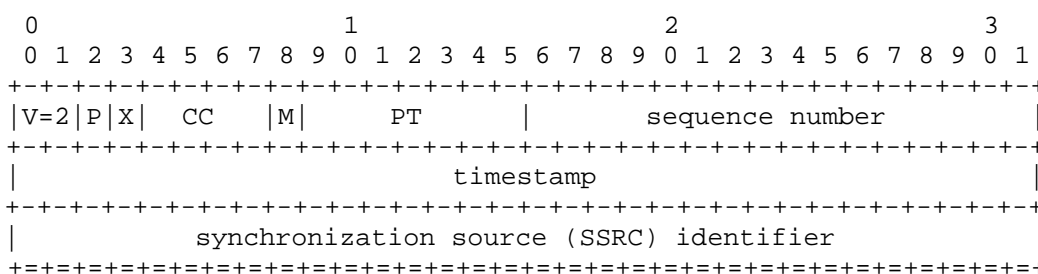 0                   1                   2                   3
 0 1 2 3 4 5 6 7 8 9 0 1 2 3 4 5 6 7 8 9 0 1 2 3 4 5 6 7 8 9 0 1
+-+-+-+-+-+-+-+-+-+-+-+-+-+-+-+-+-+-+-+-+-+-+-+-+-+-+-+-+-+-+-+-+
|V=2|P|X|  CC   |M|     PT      |       sequence number         |
+-+-+-+-+-+-+-+-+-+-+-+-+-+-+-+-+-+-+-+-+-+-+-+-+-+-+-+-+-+-+-+-+
|                           timestamp                           |
+-+-+-+-+-+-+-+-+-+-+-+-+-+-+-+-+-+-+-+-+-+-+-+-+-+-+-+-+-+-+-+-+
|           synchronization source (SSRC) identifier
+=+=+=+=+=+=+=+=+=+=+=+=+=+=+=+=+=+=+=+=+=+=+=+=+=+=+=+=+=+=+=+=-